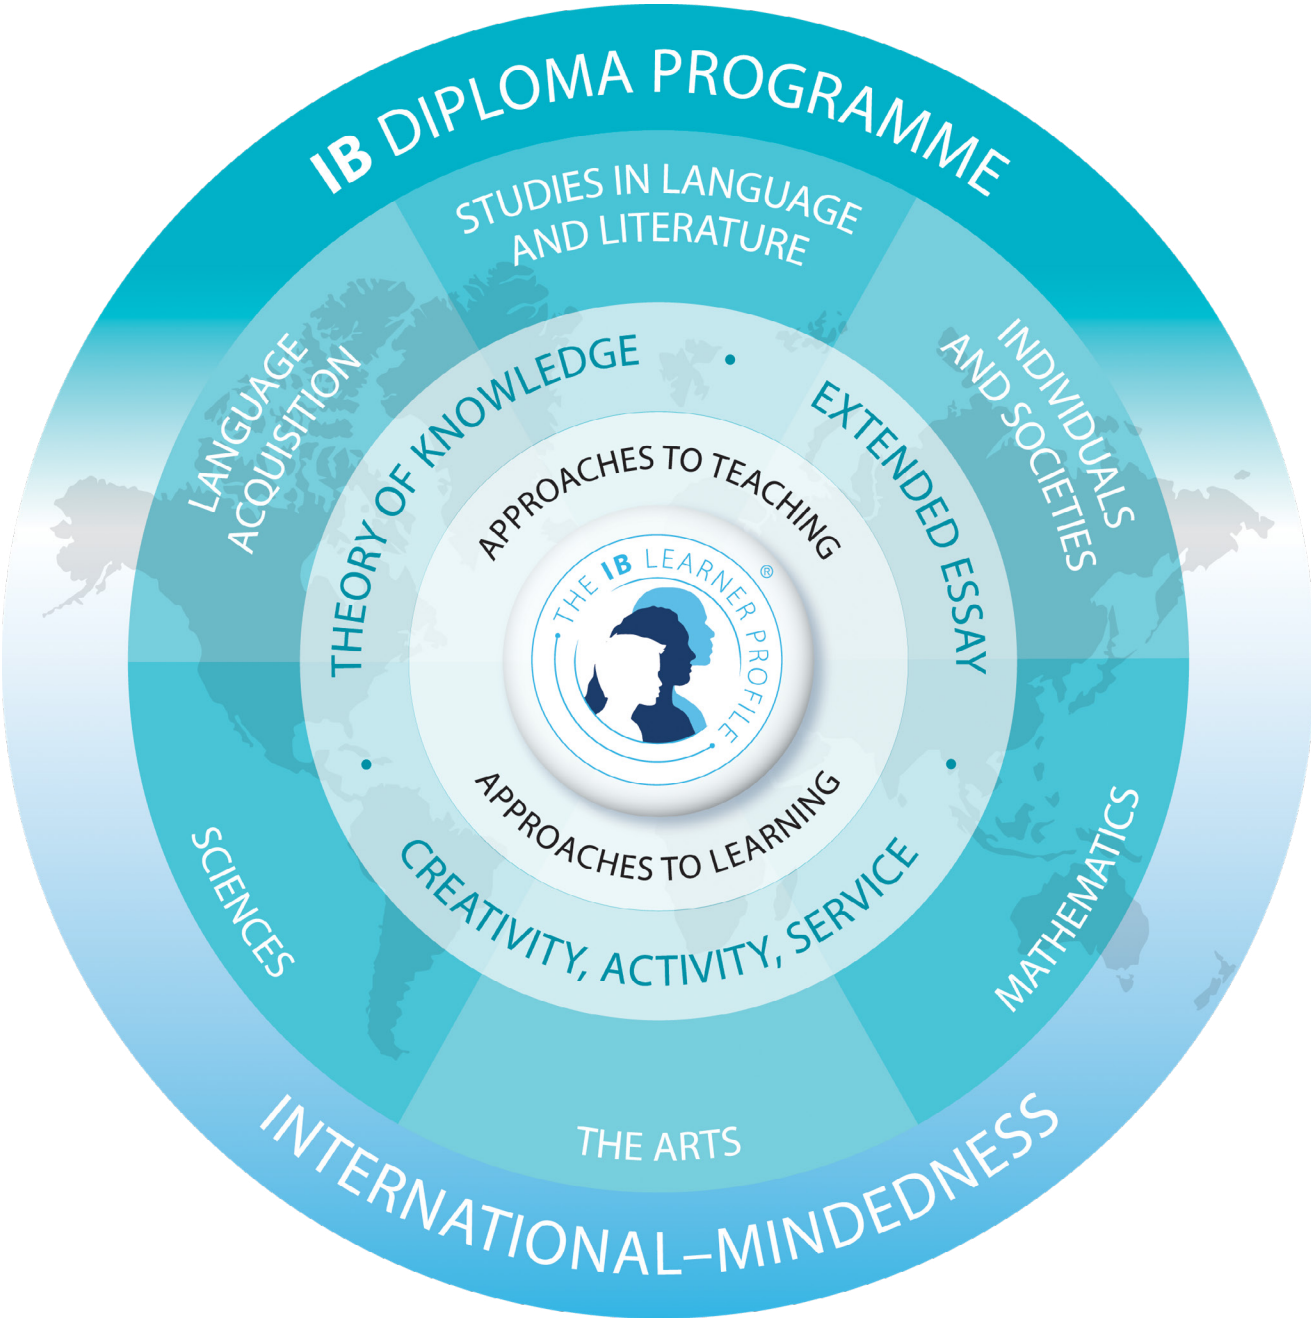 IB DIPLOMA PROGRAMME
STUDIES IN LANGUAGE
AND LITERATURE
LANGUAGE
ACQUISITION
INDIVIDUALS
AND SOCIETIES
THEORY OF KNOWLEDGE
•
EXTENDED ESSAY
APPROACHES TO TEACHING
THE IB LEARNER PROFILE
®
APPROACHES TO LEARNING
•
CREATIVITY, ACTIVITY, SERVICE
•
SCIENCES
MATHEMATICS
THE ARTS
INTERNATIONAL–MINDEDNESS